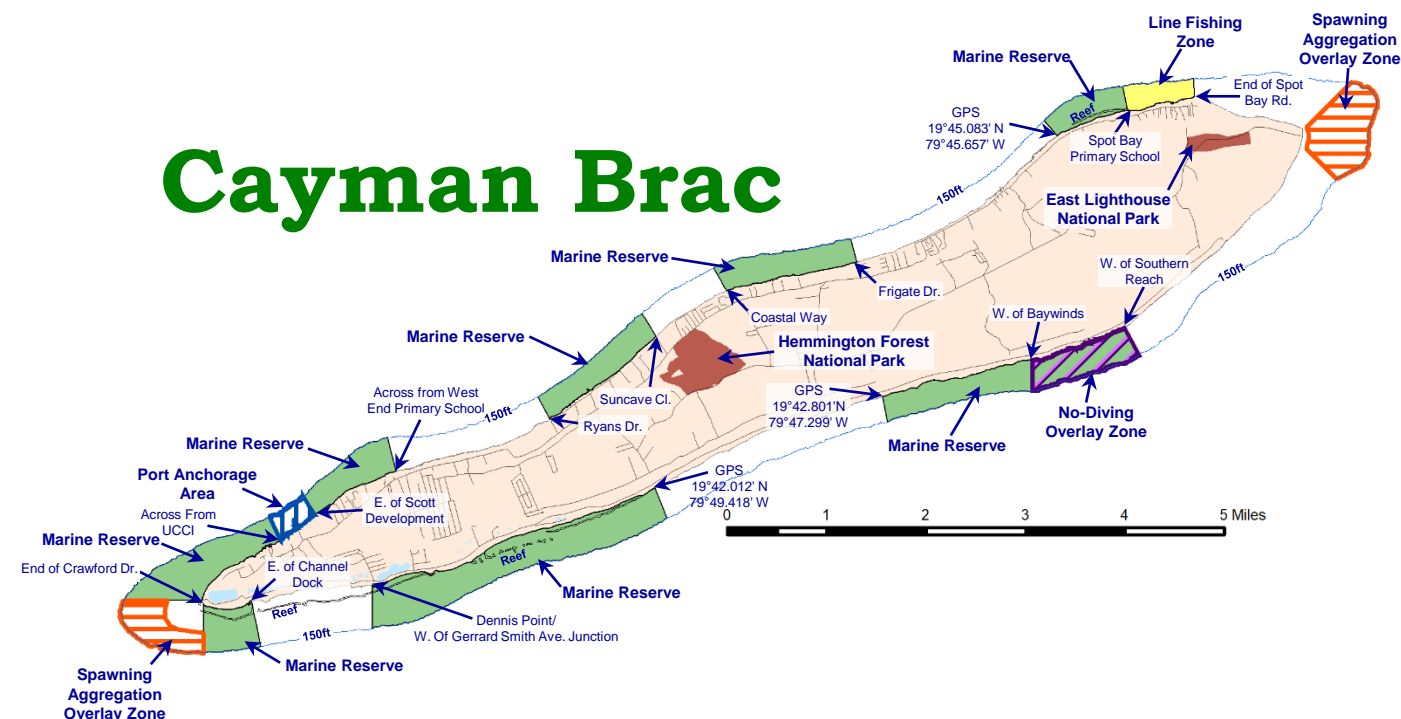 Cayman Brac
Line Fishing
Zone
Spawning
Aggregation
Overlay Zone
Marine Reserve
End of Spot
Bay Rd.
Reef
GPS
19°45.083' N
79°45.657' W
Spot Bay
Primary School
150ft
East Lighthouse
National Park
Marine Reserve
W. of Southern
Reach
150ft
Frigate Dr.
Coastal Way
W. of Baywinds
Marine Reserve
Hemmington Forest
National Park
Suncave Cl.
GPS
19°42.801'N
79°47.299' W
Across from West
End Primary School
150ft
Ryans Dr.
No-Diving
Overlay Zone
Marine Reserve
Marine Reserve
Port Anchorage
Area
GPS
19°42.012' N
79°49.418' W
E. of Scott
Development
Across From
UCCI
0 1 2 3 4 5 Miles
Marine Reserve
Reef
End of Crawford Dr.
E. of Channel
Dock
Marine Reserve
Reef
Dennis Point/
W. Of Gerrard Smith Ave. Junction
150ft
Marine Reserve
Spawning
Aggregation
Overlay Zone